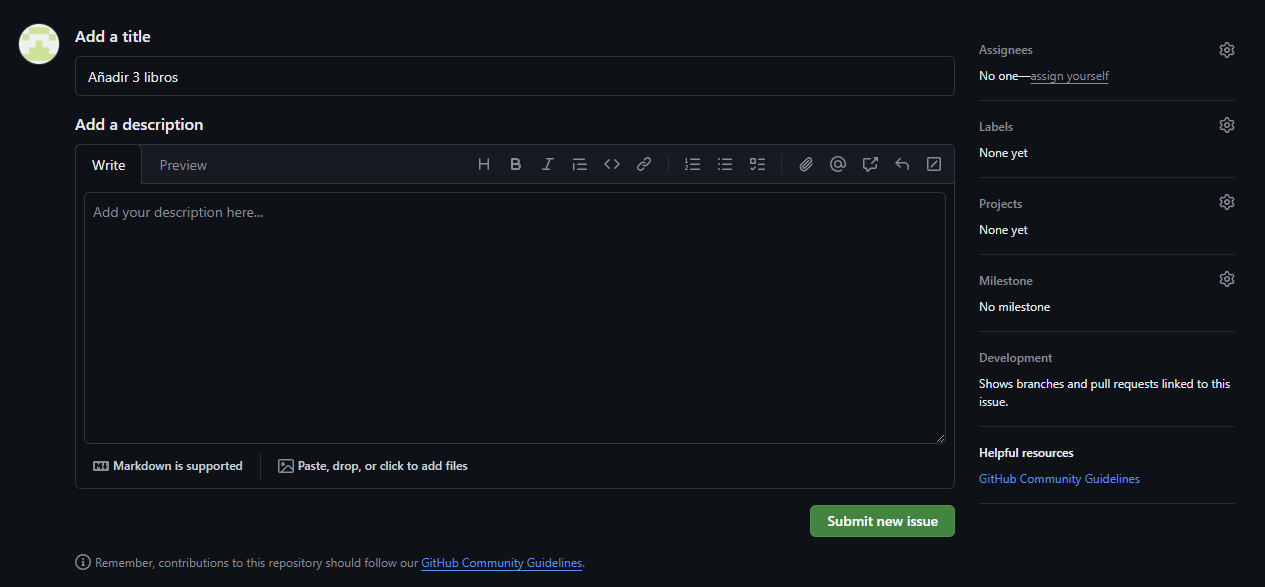 Add a title
Añadir 3 libros
Add a description
Write
Preview
Add your description here...
Markdown is supported
Paste, drop, or click to add files
Submit new issue
Remember, contributions to this repository should follow our GitHub Community Guidelines.
Assignees
No one—assign yourself
Labels
None yet
Projects
None yet
Milestone
No milestone
Development
Shows branches and pull requests linked to this
issue.
Helpful resources
GitHub Community Guidelines